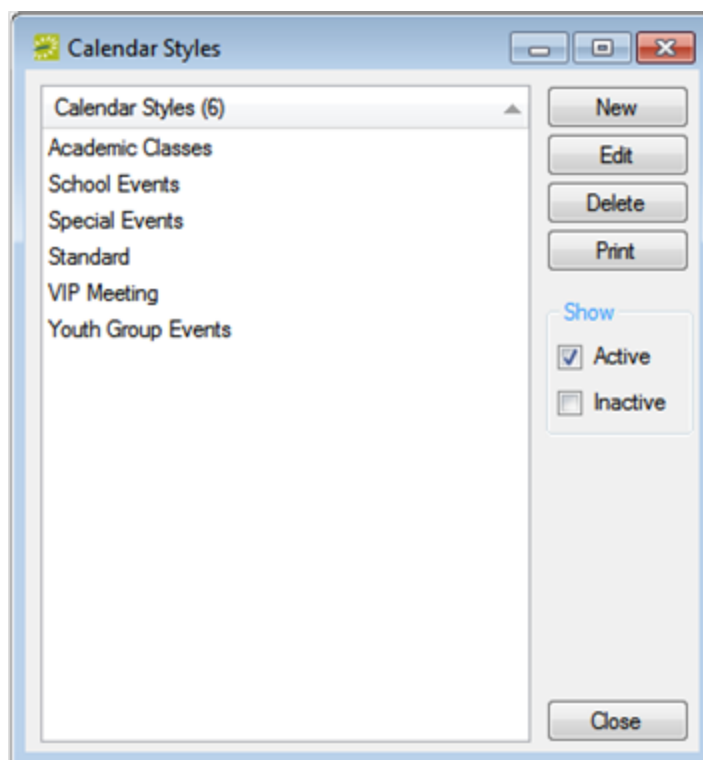 Calendar Styles
Calendar Styles (6)
Academic Classes
School Events
Special Events
Standard
VIP Meeting
Youth Group Events
New
Edit
Delete
Print
Show
Active
Inactive
Close